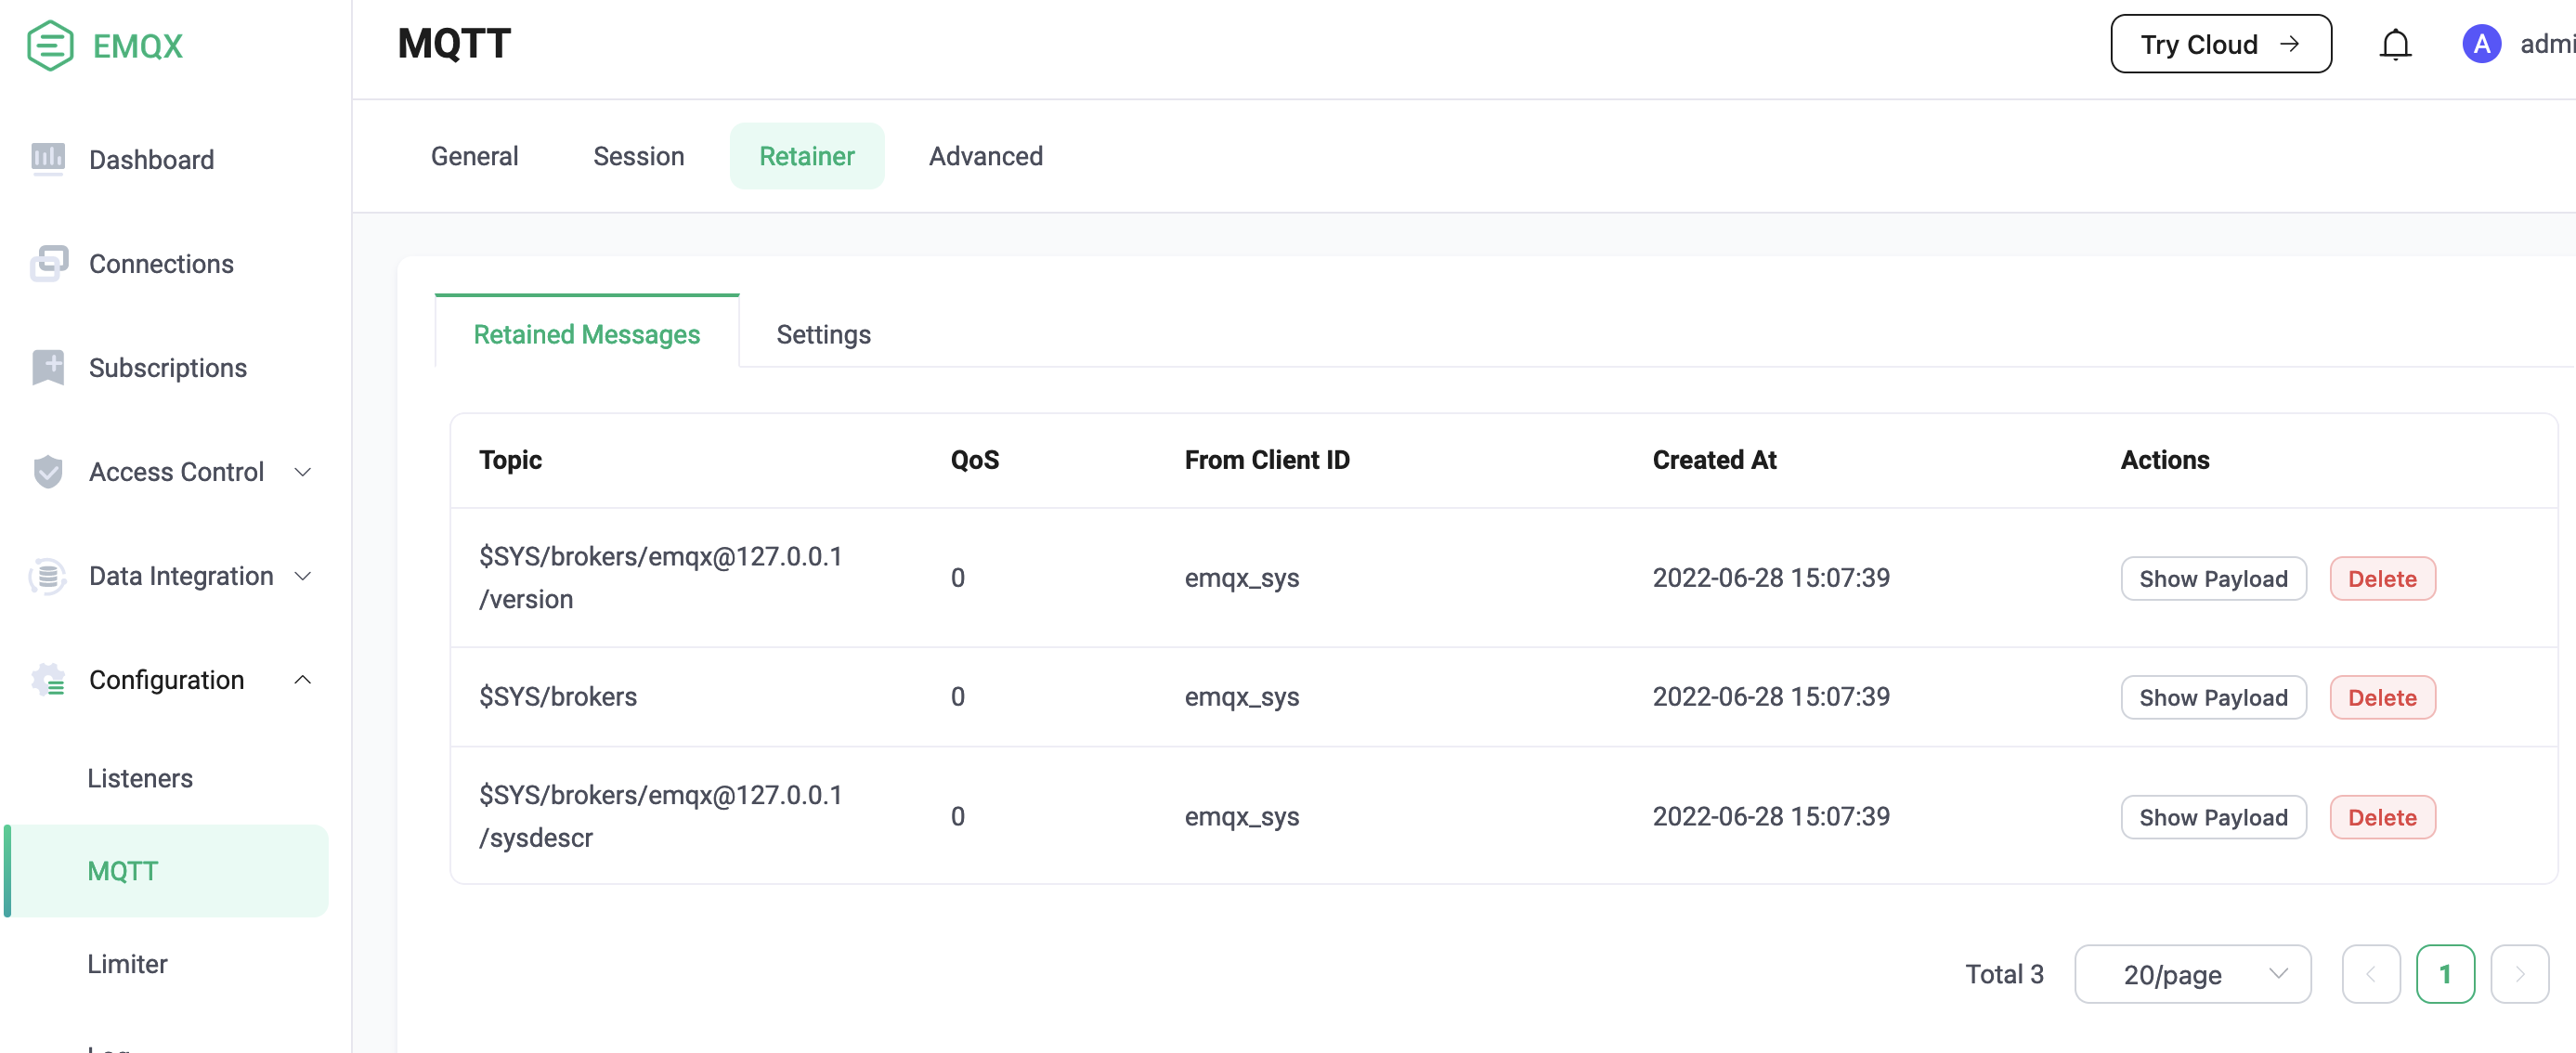 EMQX
MQTT
Try Cloud →
A
Dashboard
Connections
Subscriptions
Access Control
Data Integration
Configuration
Listeners
MQTT
Limiter
General
Session
Retainer
Advanced
Retained Messages
Settings
Topic
QoS
From Client ID
Created At
Actions
$SYS/brokers/emqx@127.0.0.1
/version
0
emqx_sys
2022-06-28 15:07:39
Show Payload
Delete
$SYS/brokers
0
emqx_sys
2022-06-28 15:07:39
Show Payload
Delete
$SYS/brokers/emqx@127.0.0.1
/sysdescr
0
emqx_sys
2022-06-28 15:07:39
Show Payload
Delete
Total 3
20/page
1